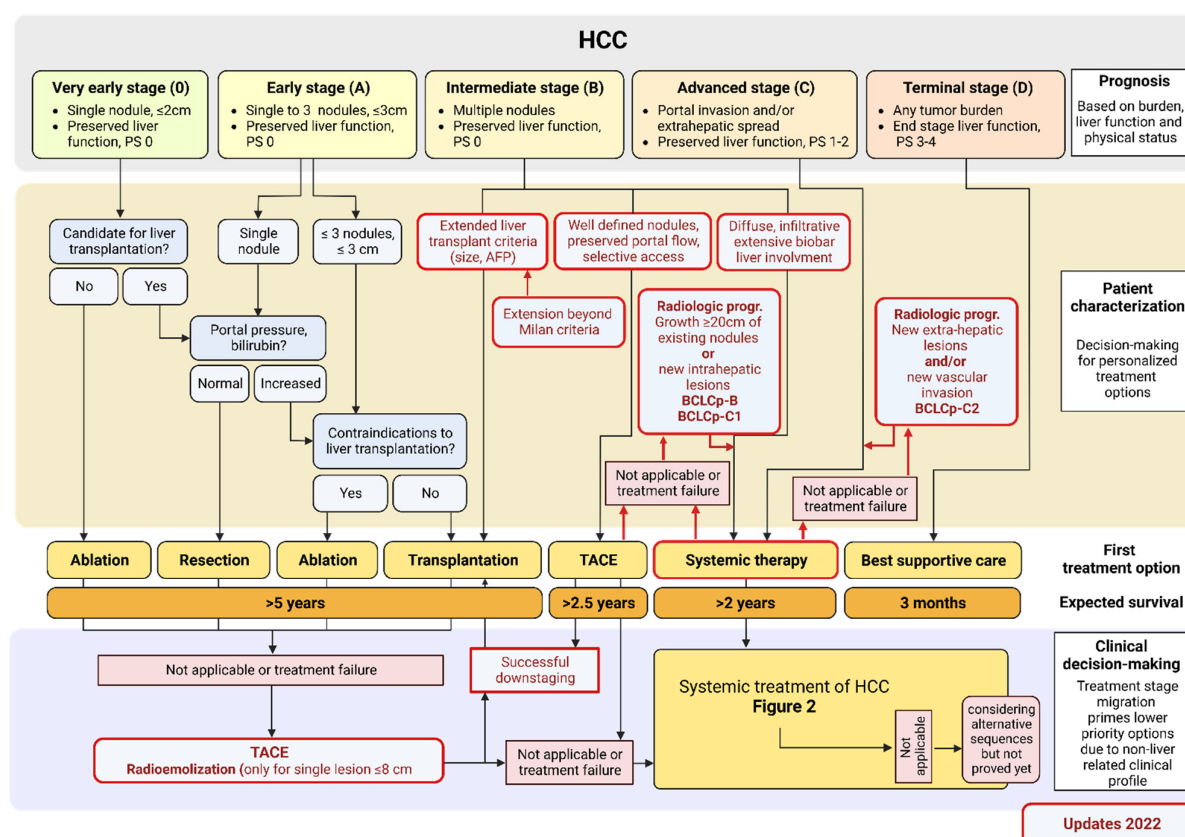 HCC
Very early stage (0)
• Single nodule, ≤2cm
• Preserved liver
function, PS 0
Early stage (A)
• Single to 3 nodules, ≤3cm
• Preserved liver function,
PS 0
Intermediate stage (B)
• Multiple nodules
• Preserved liver function,
PS 0
Advanced stage (C)
• Portal invasion and/or
extrahepatic spread
• Preserved liver function, PS 1-2
Terminal stage (D)
• Any tumor burden
• End stage liver function,
PS 3-4
Prognosis
Based on burden,
liver function and
physical status
Candidate for liver
transplantation?
Single
nodule
≤ 3 nodules,
≤ 3 cm
Extended liver
transplant criteria
(size, AFP)
Well defined nodules,
preserved portal flow,
selective access
Diffuse, infiltrative
extensive biobar
liver involvment
No
Yes
Extension beyond
Milan criteria
Portal pressure,
bilirubin?
Normal
Increased
Radiologic progr.
Growth ≥20cm of
existing nodules
or
new intrahepatic
lesions
BCLCp-B
BCLCp-C1
Radiologic progr.
New extra-hepatic
lesions
and/or
new vascular
invasion
BCLCp-C2
Patient
characterization
Decision-making
for personalized
treatment
options
Contraindications to
liver transplantation?
Yes
No
Not applicable or
treatment failure
Not applicable or
treatment failure
Ablation
Resection
Ablation
Transplantation
TACE
Systemic therapy
Best supportive care
First
treatment option
>5 years
>2.5 years
>2 years
3 months
Expected survival
Not applicable or treatment failure
Successful
downstaging
TACE
Radioemolization (only for single lesion ≤8 cm
Not applicable or
treatment failure
Systemic treatment of HCC
Figure 2
Not
applicable
considering
alternative
sequences
but not
proved yet
Clinical
decision-making
Treatment stage
migration
primes lower
priority options
due to non-liver
related clinical
profile
Updates 2022